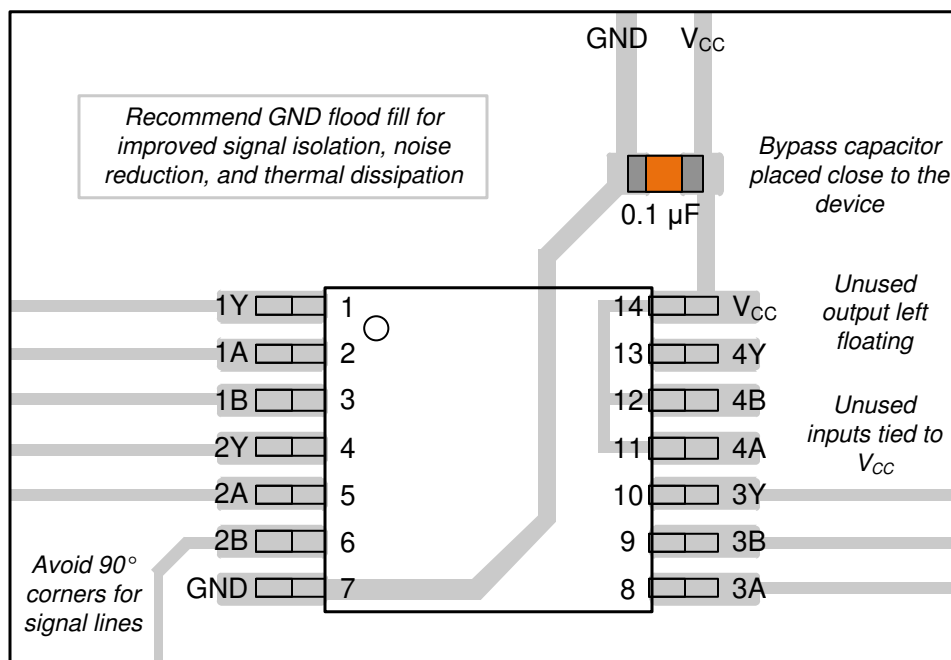 GND VCC
Recommend GND flood fill for
improved signal isolation, noise
reduction, and thermal dissipation
Bypass capacitor
placed close to the
device
0.1 µF
1Y 1 14 VCC
1A 2 13 4Y
1B 3 12 4B
2Y 4 11 4A
2A 5 10 3Y
2B 6 9 3B
GND 7 8 3A
Unused
output left
floating
Unused
inputs tied to
VCC
Avoid 90°
corners for
signal lines